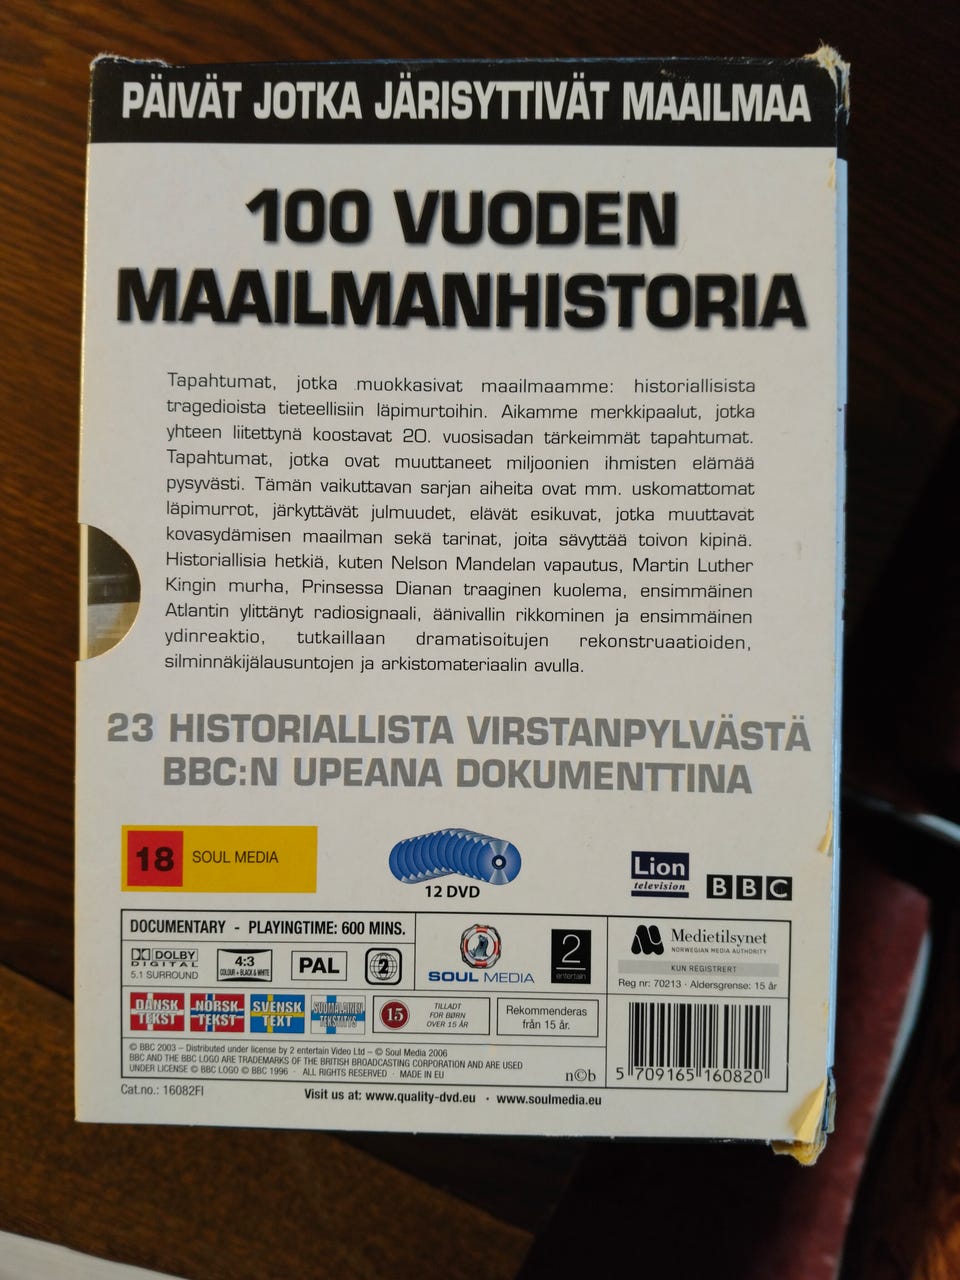 PÄIVÄT JOTKA JÄRISYTTIVÄT MAAILMAA
100 VUODEN
MAAILMANHISTORIA
Tapahtumat, jotka muokkasivat maailmaamme: historiallisista
tragedioista tieteellisiin läpimurtoihin. Aikamme merkkipaalut, jotka
yhteen liitettynä koostavat 20. vuosisadan tärkeimmät tapahtumat.
Tapahtumat, jotka ovat muuttaneet miljoonien ihmisten elämää
pysyvästi. Tämän vaikuttavan sarjan aiheita ovat mm. uskomattomat
läpimurrot, järkyttävät julmuudet, elävät esikuvat, jotka muuttavat
kovasydämisen maailman sekä tarinat, joita sävyttää toivon kipinä.
Historiallisia hetkiä, kuten Nelson Mandelan vapautus, Martin Luther
Kingin murha, Prinsessa Dianan traaginen kuolema, ensimmäinen
Atlantin ylittänyt radiosignaali, äänivallin rikkominen ja ensimmäinen
ydinreaktio, tutkaillaan dramatisoitujen rekonstruaatioiden,
silminnäkijälausuntojen ja arkistomateriaalin avulla.
23 HISTORIALLISTA VIRSTANPYLVÄSTÄ
BBC:N UPEANA DOKUMENTTINA
18 SOUL MEDIA
12 DVD
Lion
television
BBC
DOCUMENTARY - PLAYINGTIME: 600 MINS.
DOLBY
DIGITAL
5.1 SURROUND
4:3
COLOUR + BLACK & WHITE
PAL
2
SOUL MEDIA
2
entertain
Medietilsynet
NORWEGIAN MEDIA AUTHORITY
KUN REGISTRERT
Reg nr: 70213 · Aldersgrense: 15 år
DANSK
TEKST
NORSK
TEKST
SVENSK
TEXT
SUOMALAINEN
TEKSTITYS
15
TILLADT
FOR BØRN
OVER 15 ÅR
Rekommenderas
från 15 år.
© BBC 2003 – Distributed under license by 2 entertain Video Ltd – © Soul Media 2006
BBC AND THE BBC LOGO ARE TRADEMARKS OF THE BRITISH BROADCASTING CORPORATION AND ARE USED
UNDER LICENSE © BBC LOGO © BBC 1996 · ALL RIGHTS RESERVED · MADE IN EU
n©b
5 709165 160820
Cat.no.: 16082FI
Visit us at: www.quality-dvd.eu · www.soulmedia.eu